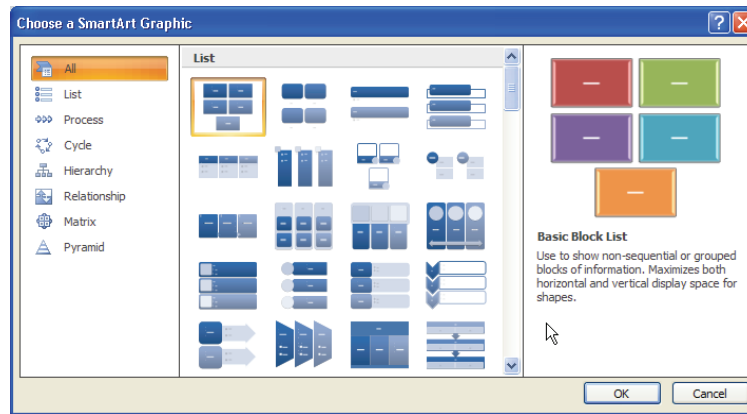 Choose a SmartArt Graphic
All
List
Process
Cycle
Hierarchy
Relationship
Matrix
Pyramid
List
Basic Block List
Use to show non-sequential or grouped
blocks of information. Maximizes both
horizontal and vertical display space for
shapes.
OK
Cancel